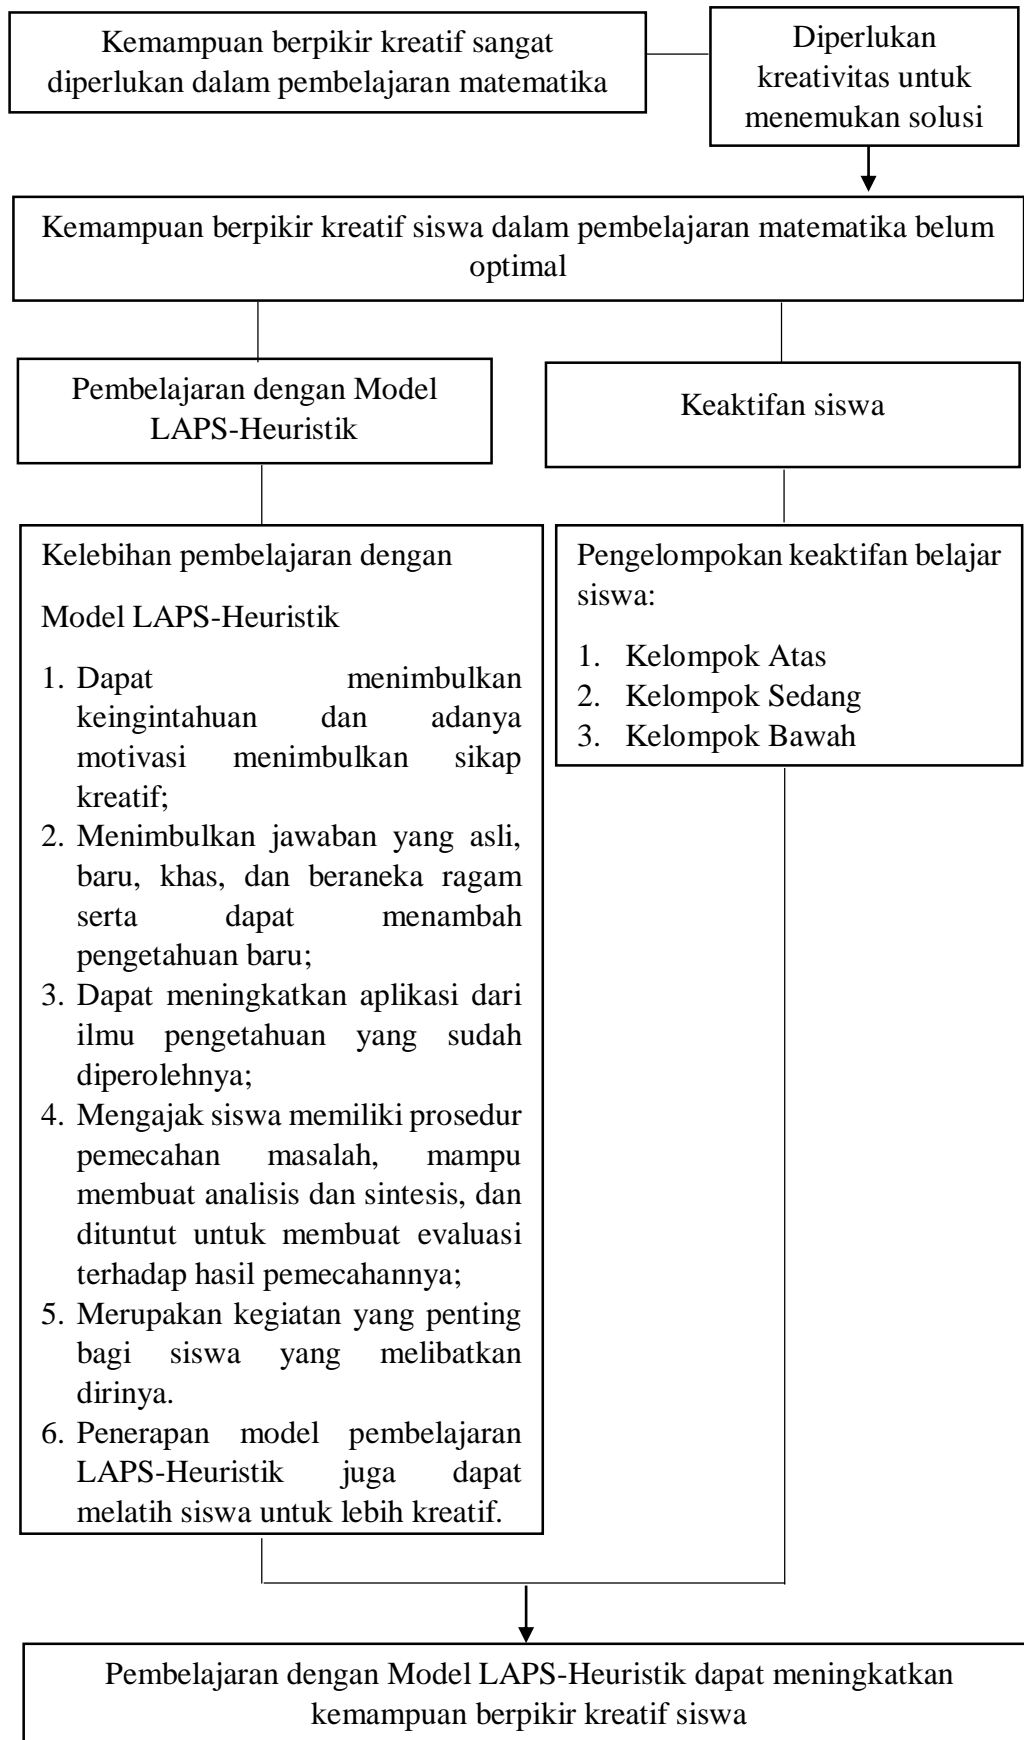 Kemampuan berpikir kreatif sangat
diperlukan dalam pembelajaran matematika
Diperlukan
kreativitas untuk
menemukan solusi
Kemampuan berpikir kreatif siswa dalam pembelajaran matematika belum
optimal
Pembelajaran dengan Model
LAPS-Heuristik
Keaktifan siswa
Kelebihan pembelajaran dengan
Model LAPS-Heuristik
1. Dapat menimbulkan
keingintahuan dan adanya
motivasi menimbulkan sikap
kreatif;
2. Menimbulkan jawaban yang asli,
baru, khas, dan beraneka ragam
serta dapat menambah
pengetahuan baru;
3. Dapat meningkatkan aplikasi dari
ilmu pengetahuan yang sudah
diperolehnya;
4. Mengajak siswa memiliki prosedur
pemecahan masalah, mampu
membuat analisis dan sintesis, dan
dituntut untuk membuat evaluasi
terhadap hasil pemecahannya;
5. Merupakan kegiatan yang penting
bagi siswa yang melibatkan
dirinya.
6. Penerapan model pembelajaran
LAPS-Heuristik juga dapat
melatih siswa untuk lebih kreatif.
Pengelompokan keaktifan belajar
siswa:
1. Kelompok Atas
2. Kelompok Sedang
3. Kelompok Bawah
Pembelajaran dengan Model LAPS-Heuristik dapat meningkatkan
kemampuan berpikir kreatif siswa